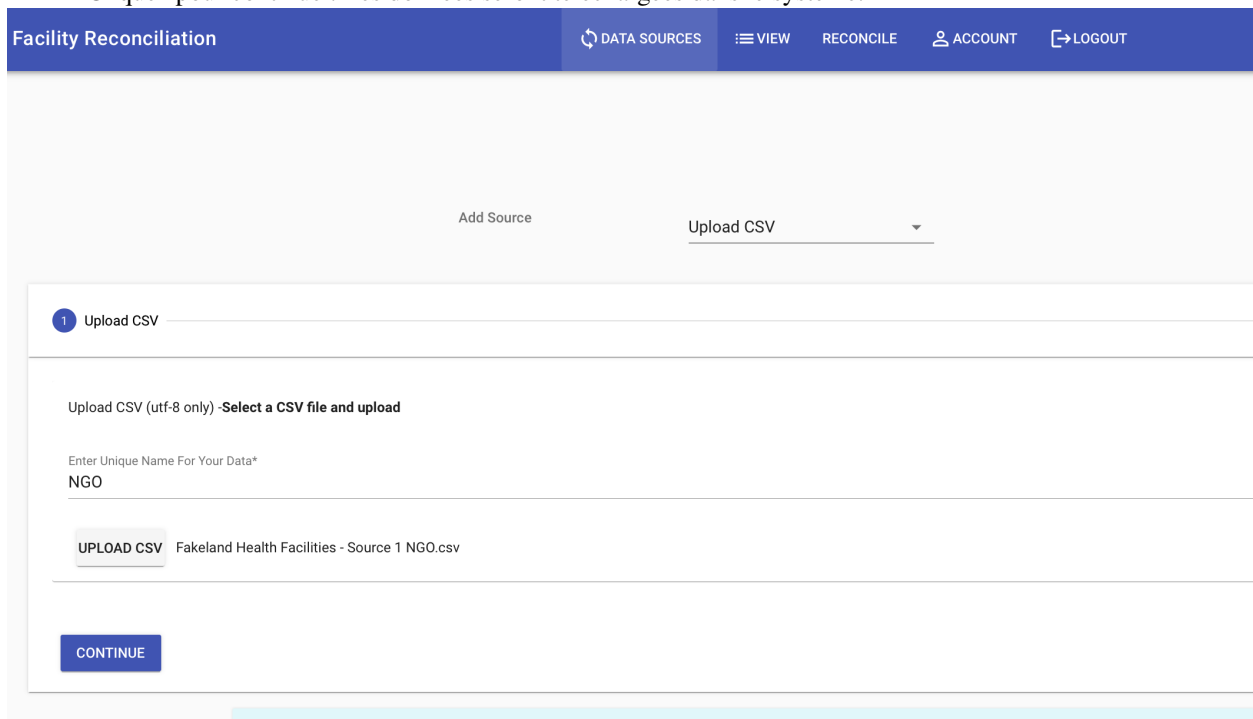 Facility Reconciliation DATA SOURCES VIEW RECONCILE ACCOUNT LOGOUT
Add Source
Upload CSV
1 Upload CSV
Upload CSV (utf-8 only) -Select a CSV file and upload
Enter Unique Name For Your Data*
NGO
UPLOAD CSV Fakeland Health Facilities - Source 1 NGO.csv
CONTINUE